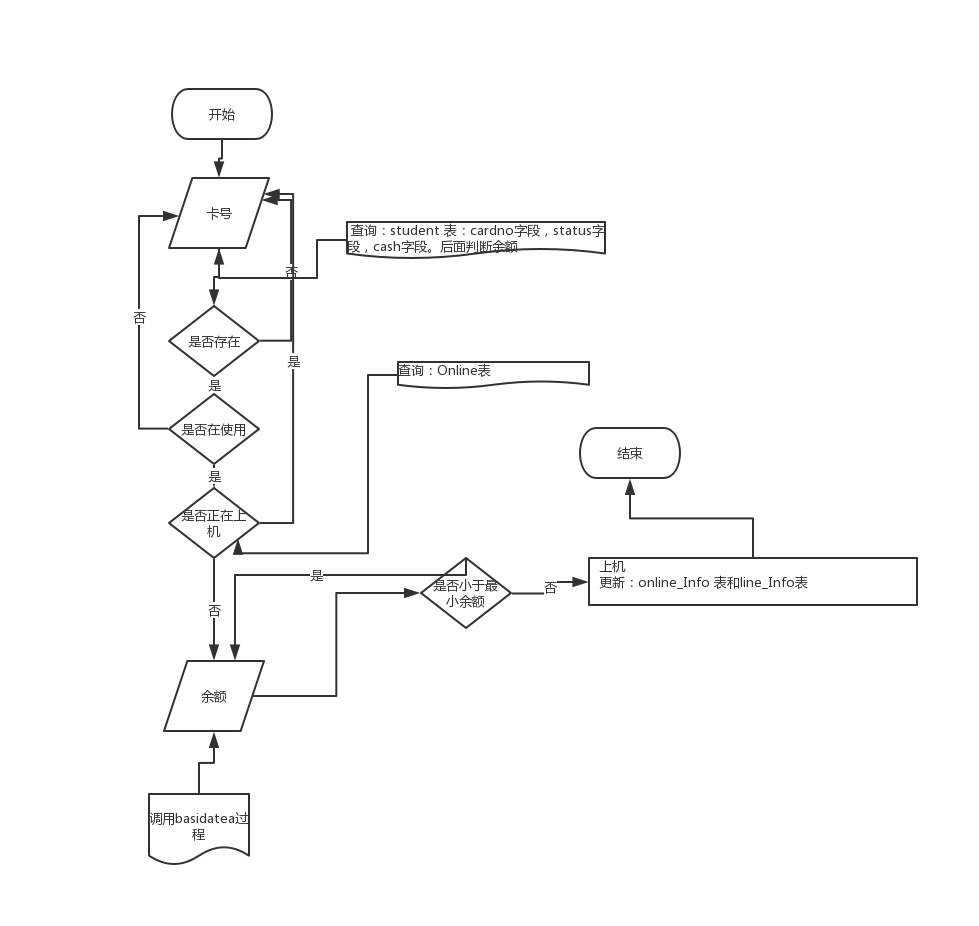 开始
卡号
查询：student 表：cardno字段，status字
段，cash字段。后面判断余额
否
否
是否存在
是
查询：Online表
是
是否在使用
是
结束
是否正在上
机
上机
更新：online_Info 表和line_Info表
是
是否小于最
小余额
否
否
余额
调用basidatea过
程